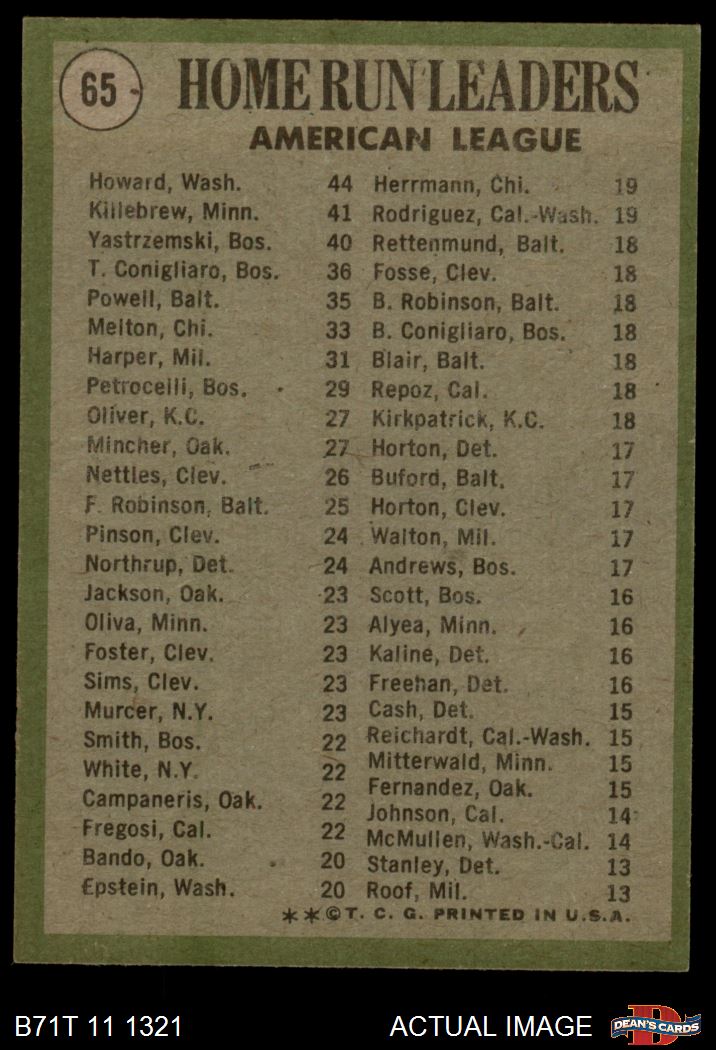 65
HOME RUN LEADERS
AMERICAN LEAGUE
Howard, Wash. 44
Killebrew, Minn. 41
Yastrzemski, Bos. 40
T. Conigliaro, Bos. 36
Powell, Balt. 35
Melton, Chi. 33
Harper, Mil. 31
Petrocelli, Bos. 29
Oliver, K.C. 27
Mincher, Oak. 27
Nettles, Clev. 26
F. Robinson, Balt. 25
Pinson, Clev. 24
Northrup, Det. 24
Jackson, Oak. 23
Oliva, Minn. 23
Foster, Clev. 23
Sims, Clev. 23
Murcer, N.Y. 23
Smith, Bos. 22
White, N.Y. 22
Campaneris, Oak. 22
Fregosi, Cal. 22
Bando, Oak. 20
Epstein, Wash. 20
Herrmann, Chi. 19
Rodriguez, Cal.-Wash. 19
Rettenmund, Balt. 18
Fosse, Clev. 18
B. Robinson, Balt. 18
B. Conigliaro, Bos. 18
Blair, Balt. 18
Repoz, Cal. 18
Kirkpatrick, K.C. 18
Horton, Det. 17
Buford, Balt. 17
Horton, Clev. 17
Walton, Mil. 17
Andrews, Bos. 17
Scott, Bos. 16
Alyea, Minn. 16
Kaline, Det. 16
Freehan, Det. 16
Cash, Det. 15
Reichardt, Cal.-Wash. 15
Mitterwald, Minn. 15
Fernandez, Oak. 15
Johnson, Cal. 14
McMullen, Wash.-Cal. 14
Stanley, Det. 13
Roof, Mil. 13
**©T. C. G. PRINTED IN U.S.A.
B71T 11 1321
ACTUAL IMAGE
D
DEAN'S CARDS